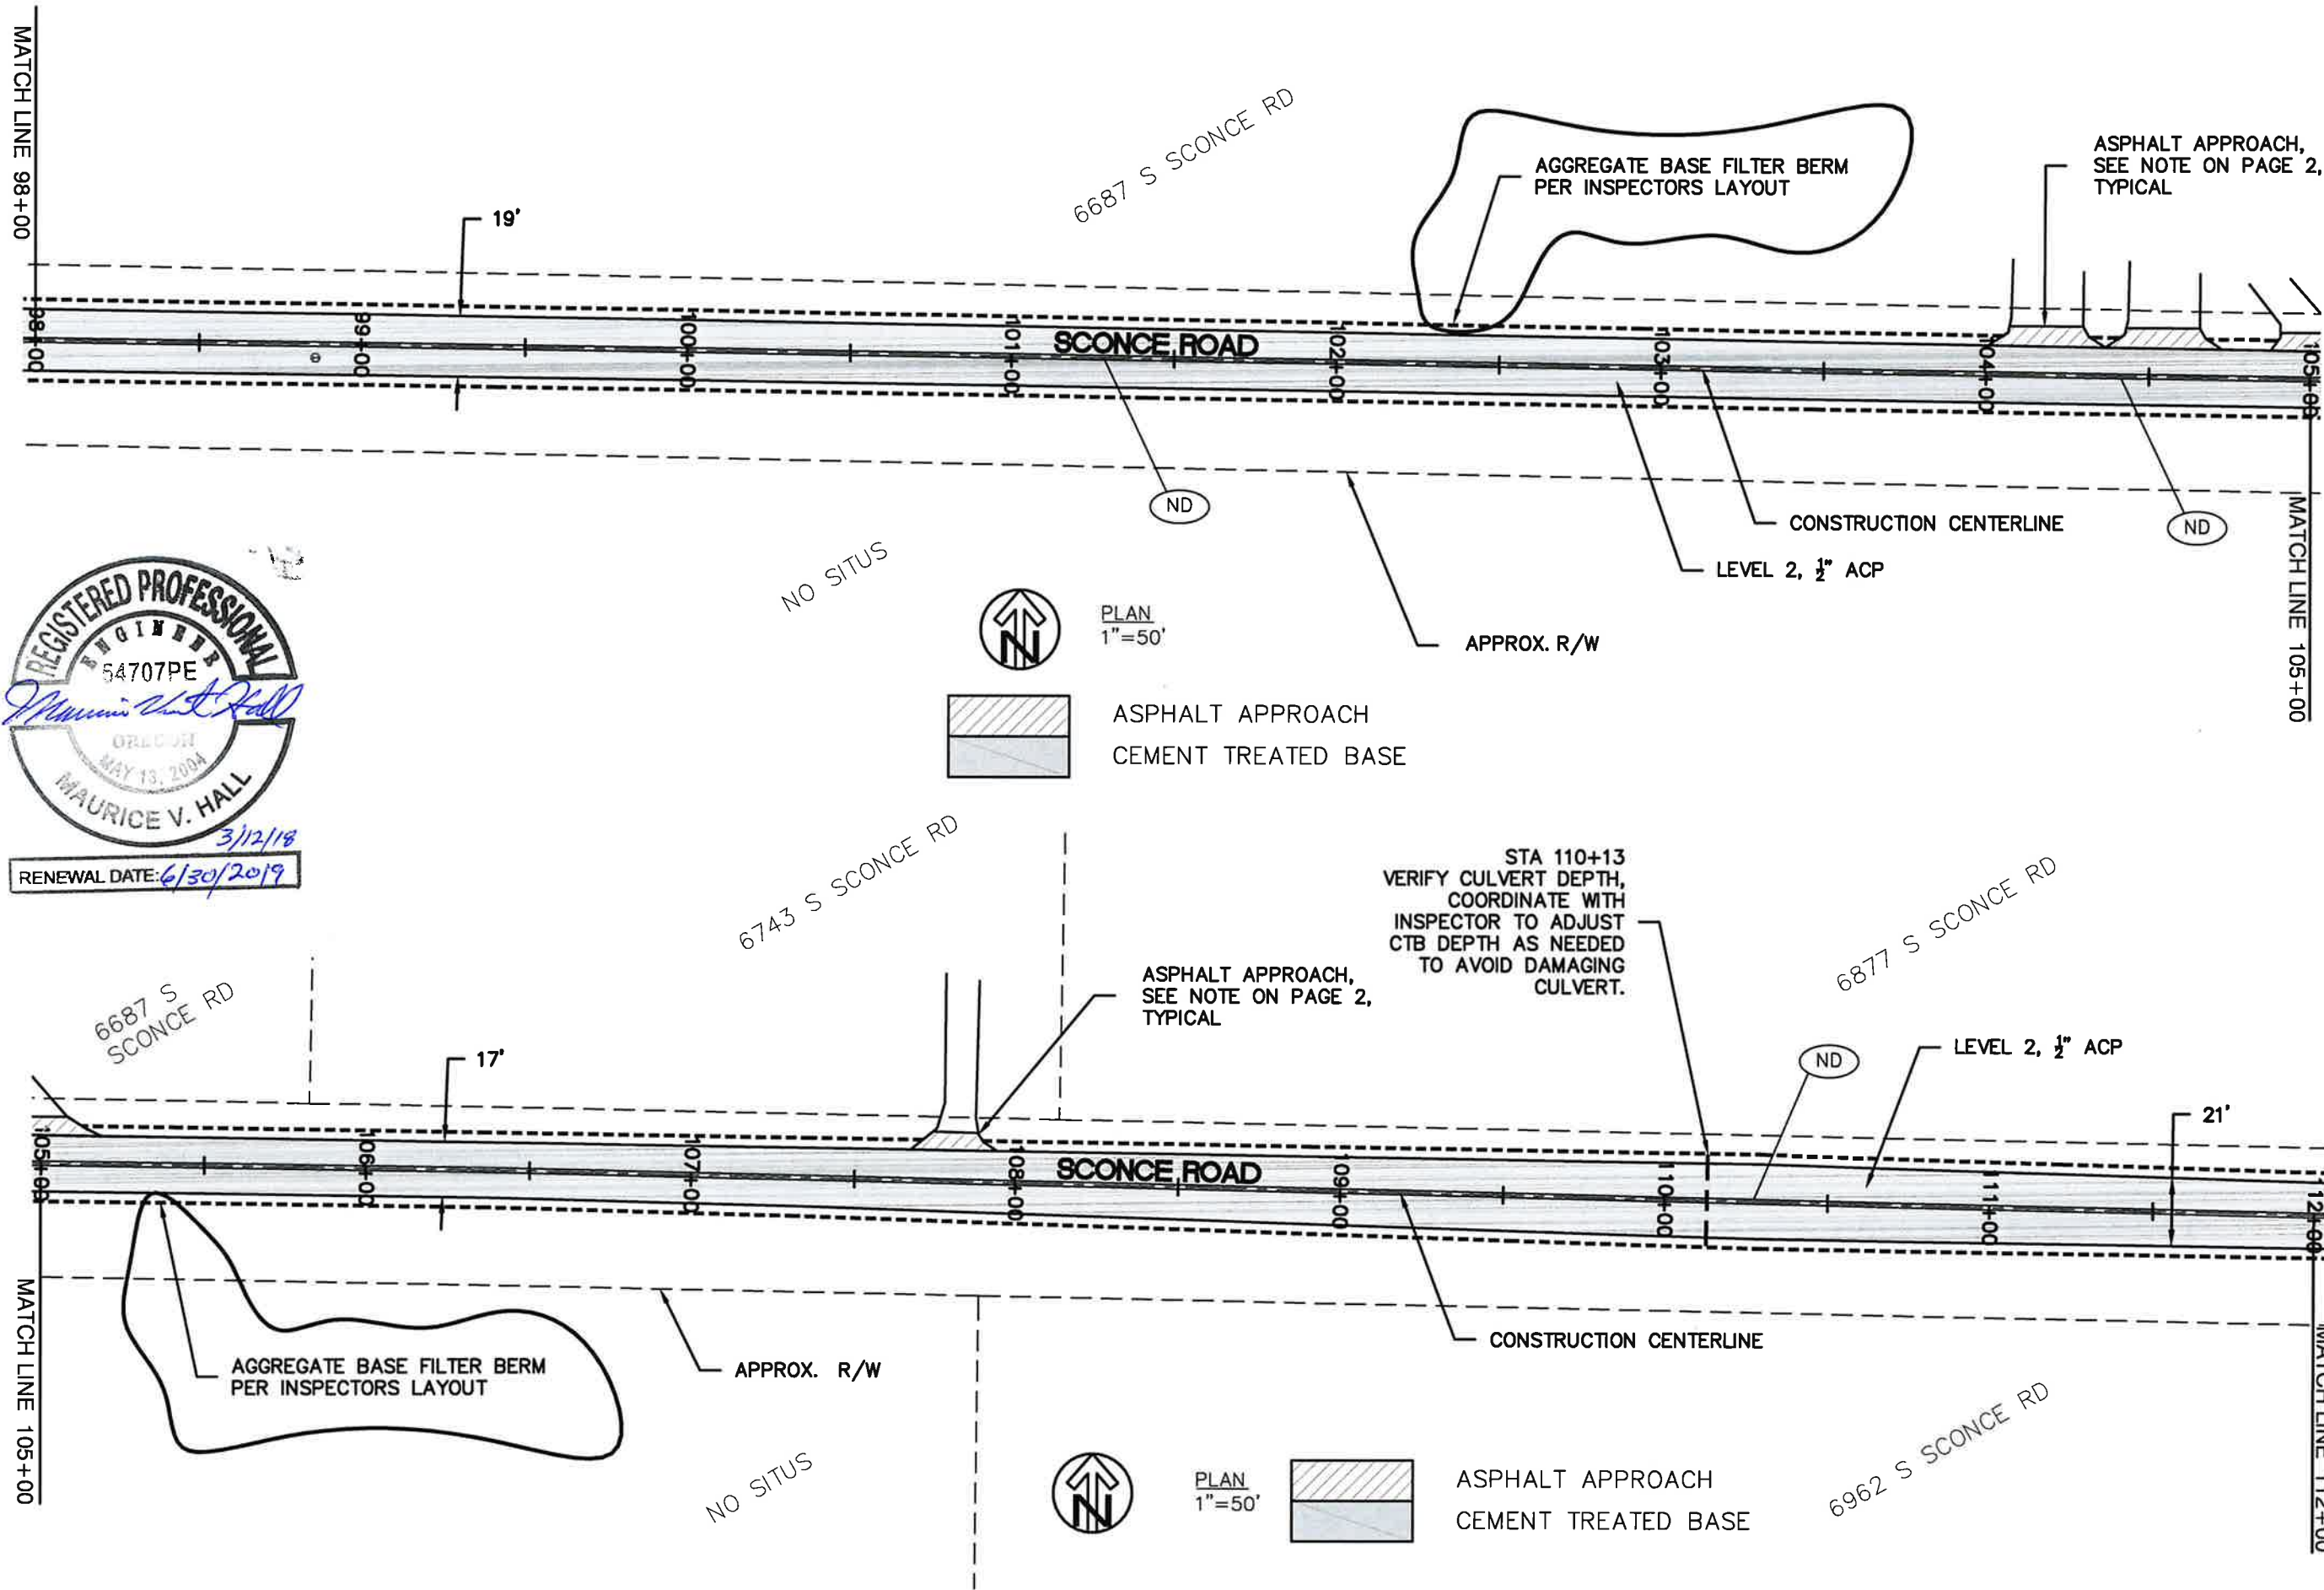 MATCH LINE 98+00
19'
6687 S SCONCE RD
AGGREGATE BASE FILTER BERM
PER INSPECTORS LAYOUT
ASPHALT APPROACH,
SEE NOTE ON PAGE 2,
TYPICAL
98+00
99+00
100+00
101+00
SCONCE ROAD
102+00
103+00
104+00
105+00
ND
CONSTRUCTION CENTERLINE
ND
LEVEL 2, ½" ACP
APPROX. R/W
MATCH LINE 105+00
NO SITUS
N
PLAN
1"=50'
ASPHALT APPROACH
CEMENT TREATED BASE
REGISTERED PROFESSIONAL
ENGINEER
54707PE
OREGON
MAY 13, 2004
MAURICE V. HALL
3/12/18
RENEWAL DATE: 6/30/2019
6687 S
SCONCE RD
6743 S SCONCE RD
17'
ASPHALT APPROACH,
SEE NOTE ON PAGE 2,
TYPICAL
STA 110+13
VERIFY CULVERT DEPTH,
COORDINATE WITH
INSPECTOR TO ADJUST
CTB DEPTH AS NEEDED
TO AVOID DAMAGING
CULVERT.
6877 S SCONCE RD
ND
LEVEL 2, ½" ACP
21'
105+00
106+00
107+00
108+00
SCONCE ROAD
109+00
110+00
111+00
112+00
MATCH LINE 105+00
AGGREGATE BASE FILTER BERM
PER INSPECTORS LAYOUT
APPROX. R/W
CONSTRUCTION CENTERLINE
MATCH LINE 112+00
NO SITUS
N
PLAN
1"=50'
ASPHALT APPROACH
CEMENT TREATED BASE
6962 S SCONCE RD